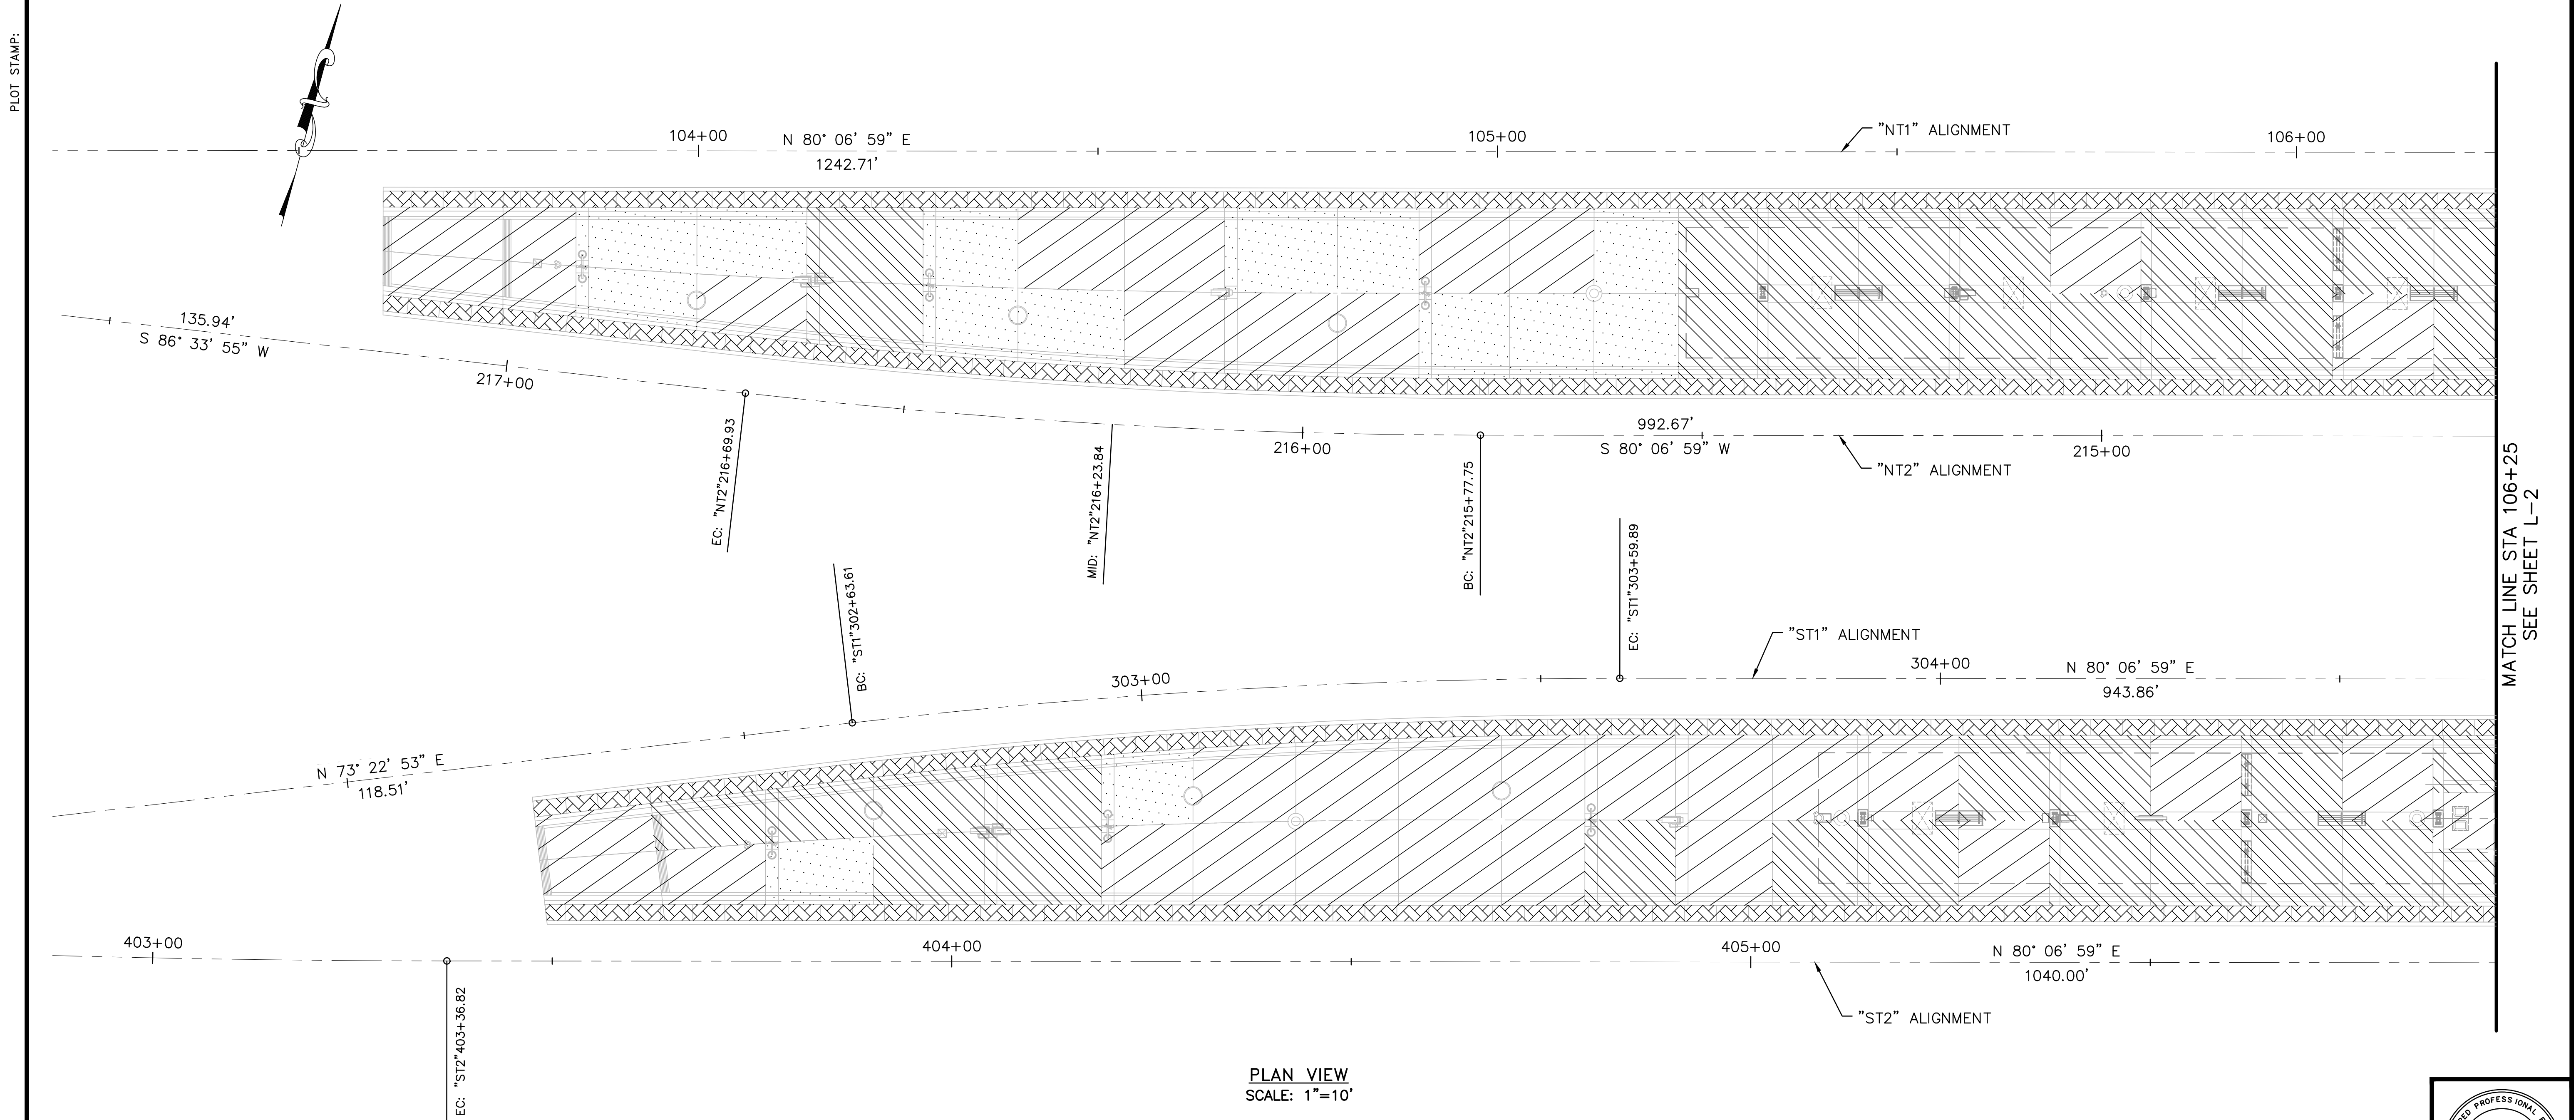 PLOT STAMP:
104+00
N 80° 06' 59" E
1242.71'
105+00
"NT1" ALIGNMENT
106+00
135.94'
S 86° 33' 55" W
217+00
EC: "NT2"216+69.93
MID: "NT2"216+23.84
216+00
BC: "NT2"215+77.75
992.67'
S 80° 06' 59" W
"NT2" ALIGNMENT
215+00
MATCH LINE STA 106+25
SEE SHEET L-2
BC: "ST1"302+63.61
EC: "ST1"303+59.89
"ST1" ALIGNMENT
303+00
304+00
N 80° 06' 59" E
943.86'
N 73° 22' 53" E
118.51'
403+00
404+00
405+00
N 80° 06' 59" E
1040.00'
EC: "ST2"403+36.82
"ST2" ALIGNMENT
PLAN VIEW
SCALE: 1"=10'
PROFESSIONAL